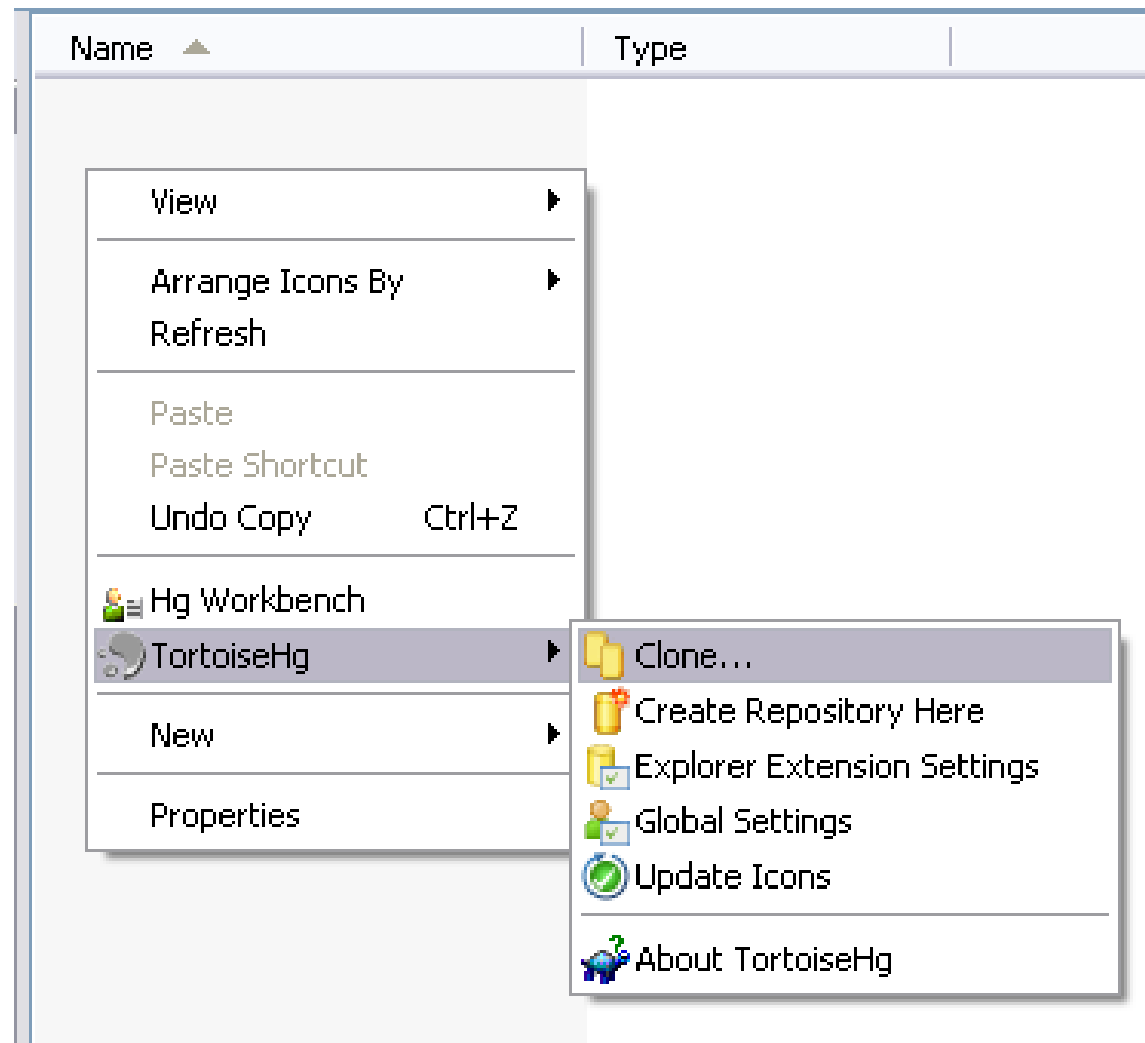 Name Type
View
Arrange Icons By
Refresh
Paste
Paste Shortcut
Undo Copy Ctrl+Z
Hg Workbench
TortoiseHg
New
Properties
Clone...
Create Repository Here
Explorer Extension Settings
Global Settings
Update Icons
About TortoiseHg